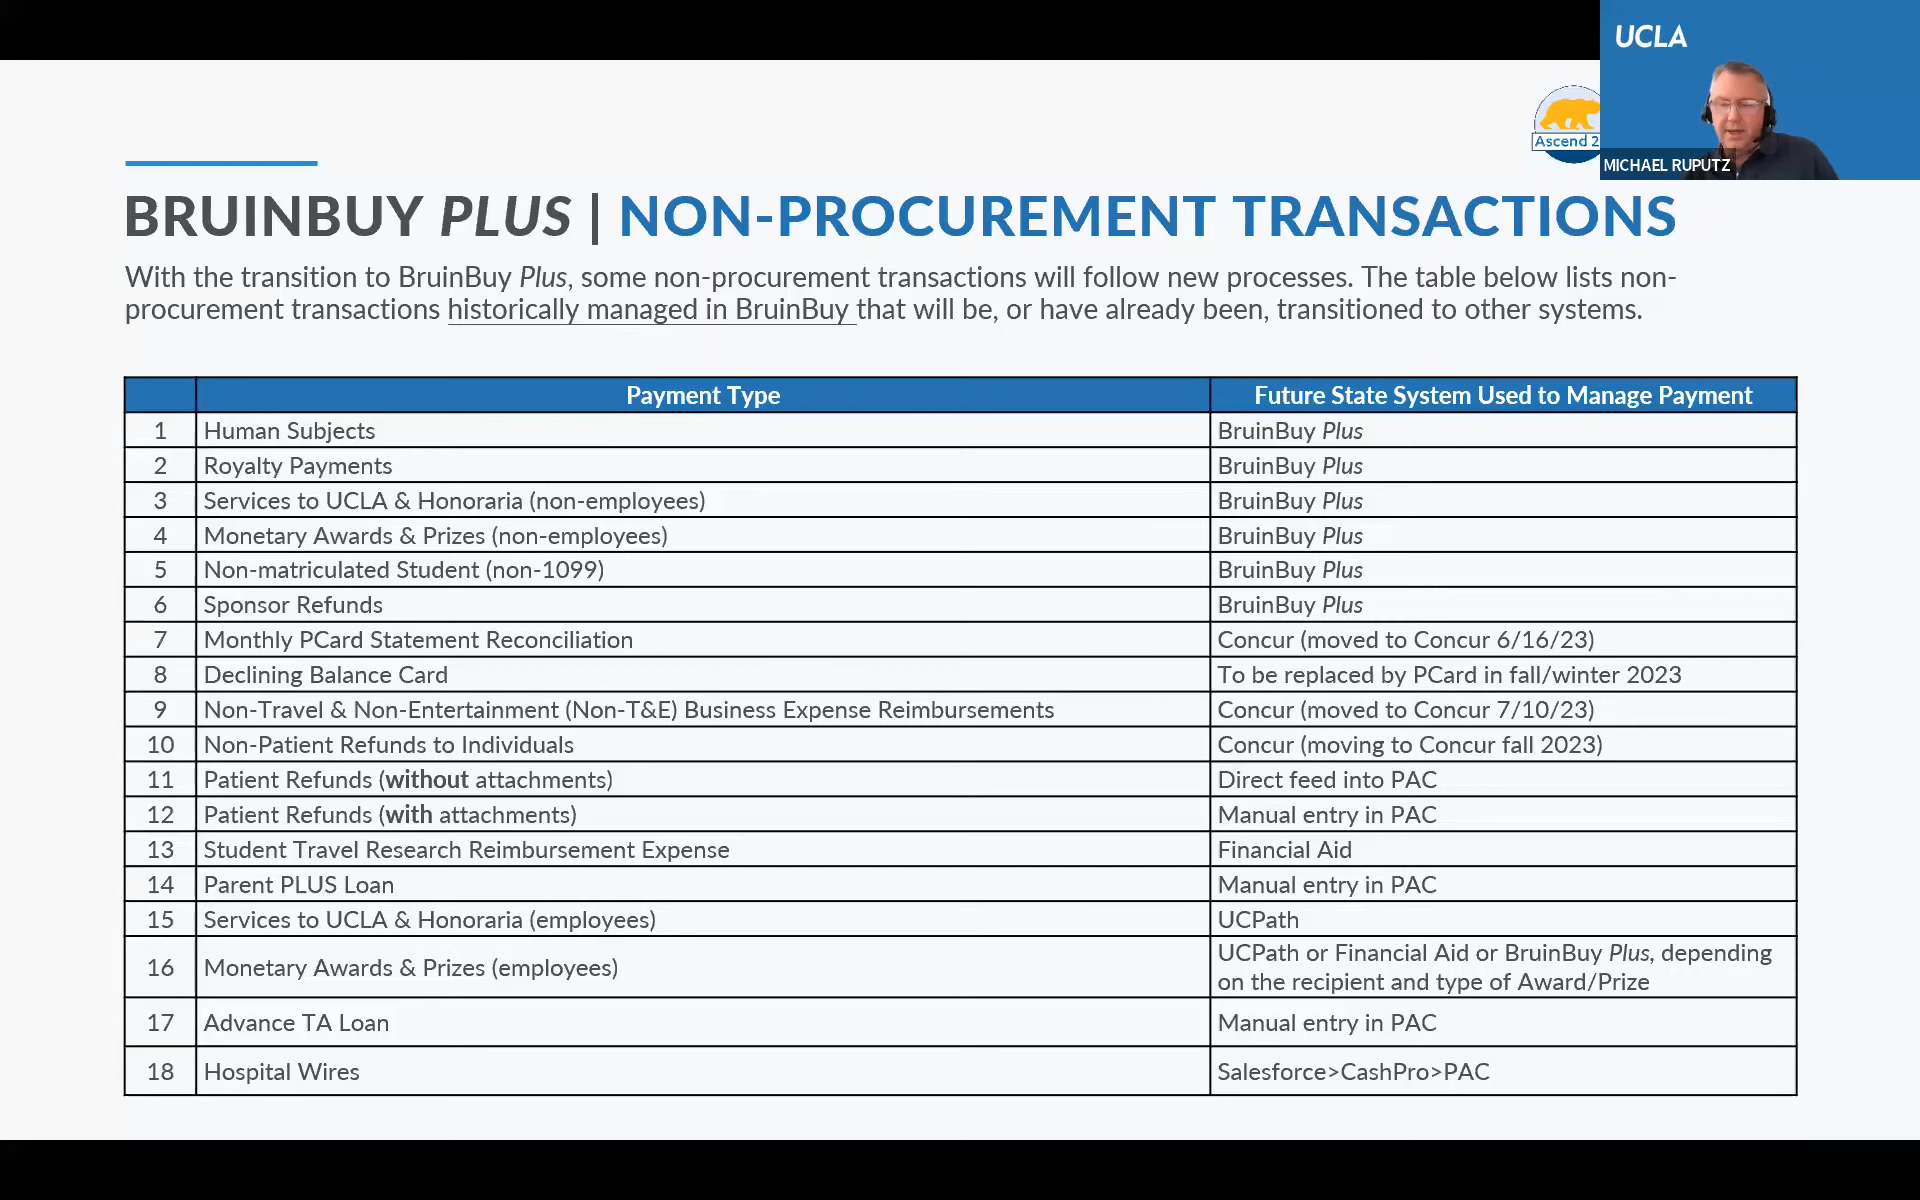 UCLA
Ascend 2
MICHAEL RUPUTZ
BRUINBUY PLUS | NON-PROCUREMENT TRANSACTIONS
With the transition to BruinBuy Plus, some non-procurement transactions will follow new processes. The table below lists non-
procurement transactions historically managed in BruinBuy that will be, or have already been, transitioned to other systems.
Payment Type Future State System Used to Manage Payment
1 Human Subjects BruinBuy Plus
2 Royalty Payments BruinBuy Plus
3 Services to UCLA & Honoraria (non-employees) BruinBuy Plus
4 Monetary Awards & Prizes (non-employees) BruinBuy Plus
5 Non-matriculated Student (non-1099) BruinBuy Plus
6 Sponsor Refunds BruinBuy Plus
7 Monthly PCard Statement Reconciliation Concur (moved to Concur 6/16/23)
8 Declining Balance Card To be replaced by PCard in fall/winter 2023
9 Non-Travel & Non-Entertainment (Non-T&E) Business Expense Reimbursements Concur (moved to Concur 7/10/23)
10 Non-Patient Refunds to Individuals Concur (moving to Concur fall 2023)
11 Patient Refunds (without attachments) Direct feed into PAC
12 Patient Refunds (with attachments) Manual entry in PAC
13 Student Travel Research Reimbursement Expense Financial Aid
14 Parent PLUS Loan Manual entry in PAC
15 Services to UCLA & Honoraria (employees) UCPath
16 Monetary Awards & Prizes (employees) UCPath or Financial Aid or BruinBuy Plus, depending
on the recipient and type of Award/Prize
17 Advance TA Loan Manual entry in PAC
18 Hospital Wires Salesforce>CashPro>PAC